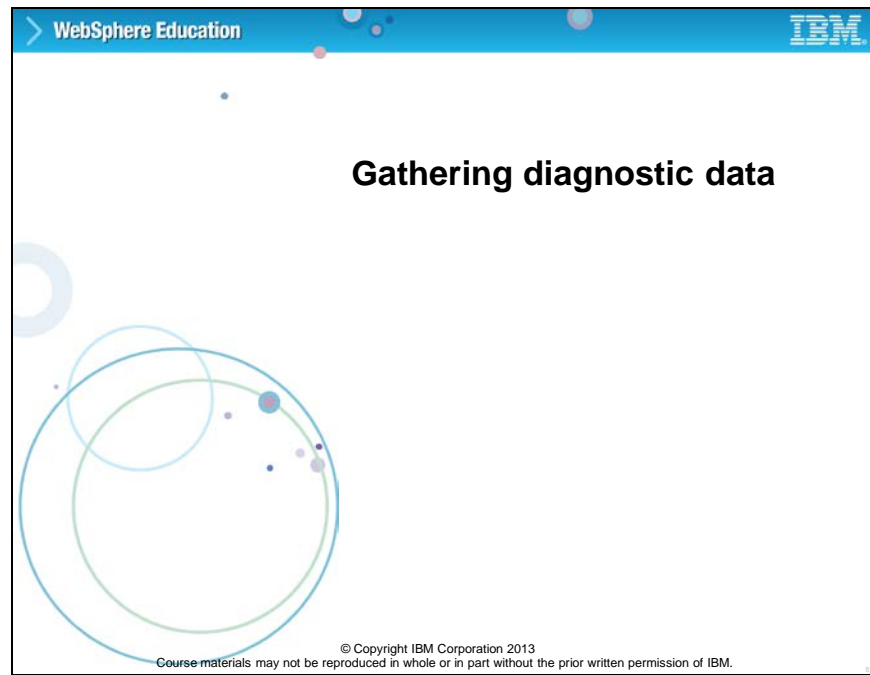 WebSphere Education
IBM
Gathering diagnostic data
© Copyright IBM Corporation 2013
Course materials may not be reproduced in whole or in part without the prior written permission of IBM.